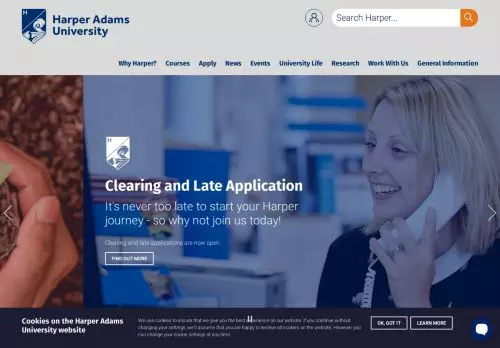 Harper Adams
University
Search Harper...
Why Harper? Courses Apply News Events University Life Research Work With Us General Information
H
Clearing and Late Application
It's never too late to start your Harper
journey - so why not join us today!
Clearing and late applications are now open.
FIND OUT MORE
Cookies on the Harper Adams
University website
We use cookies to ensure that we give you the best experience on our website. If you continue without
changing your settings, we'll assume that you are happy to receive all cookies on the website. However you
can change your cookie settings at any time.
OK, GOT IT
LEARN MORE